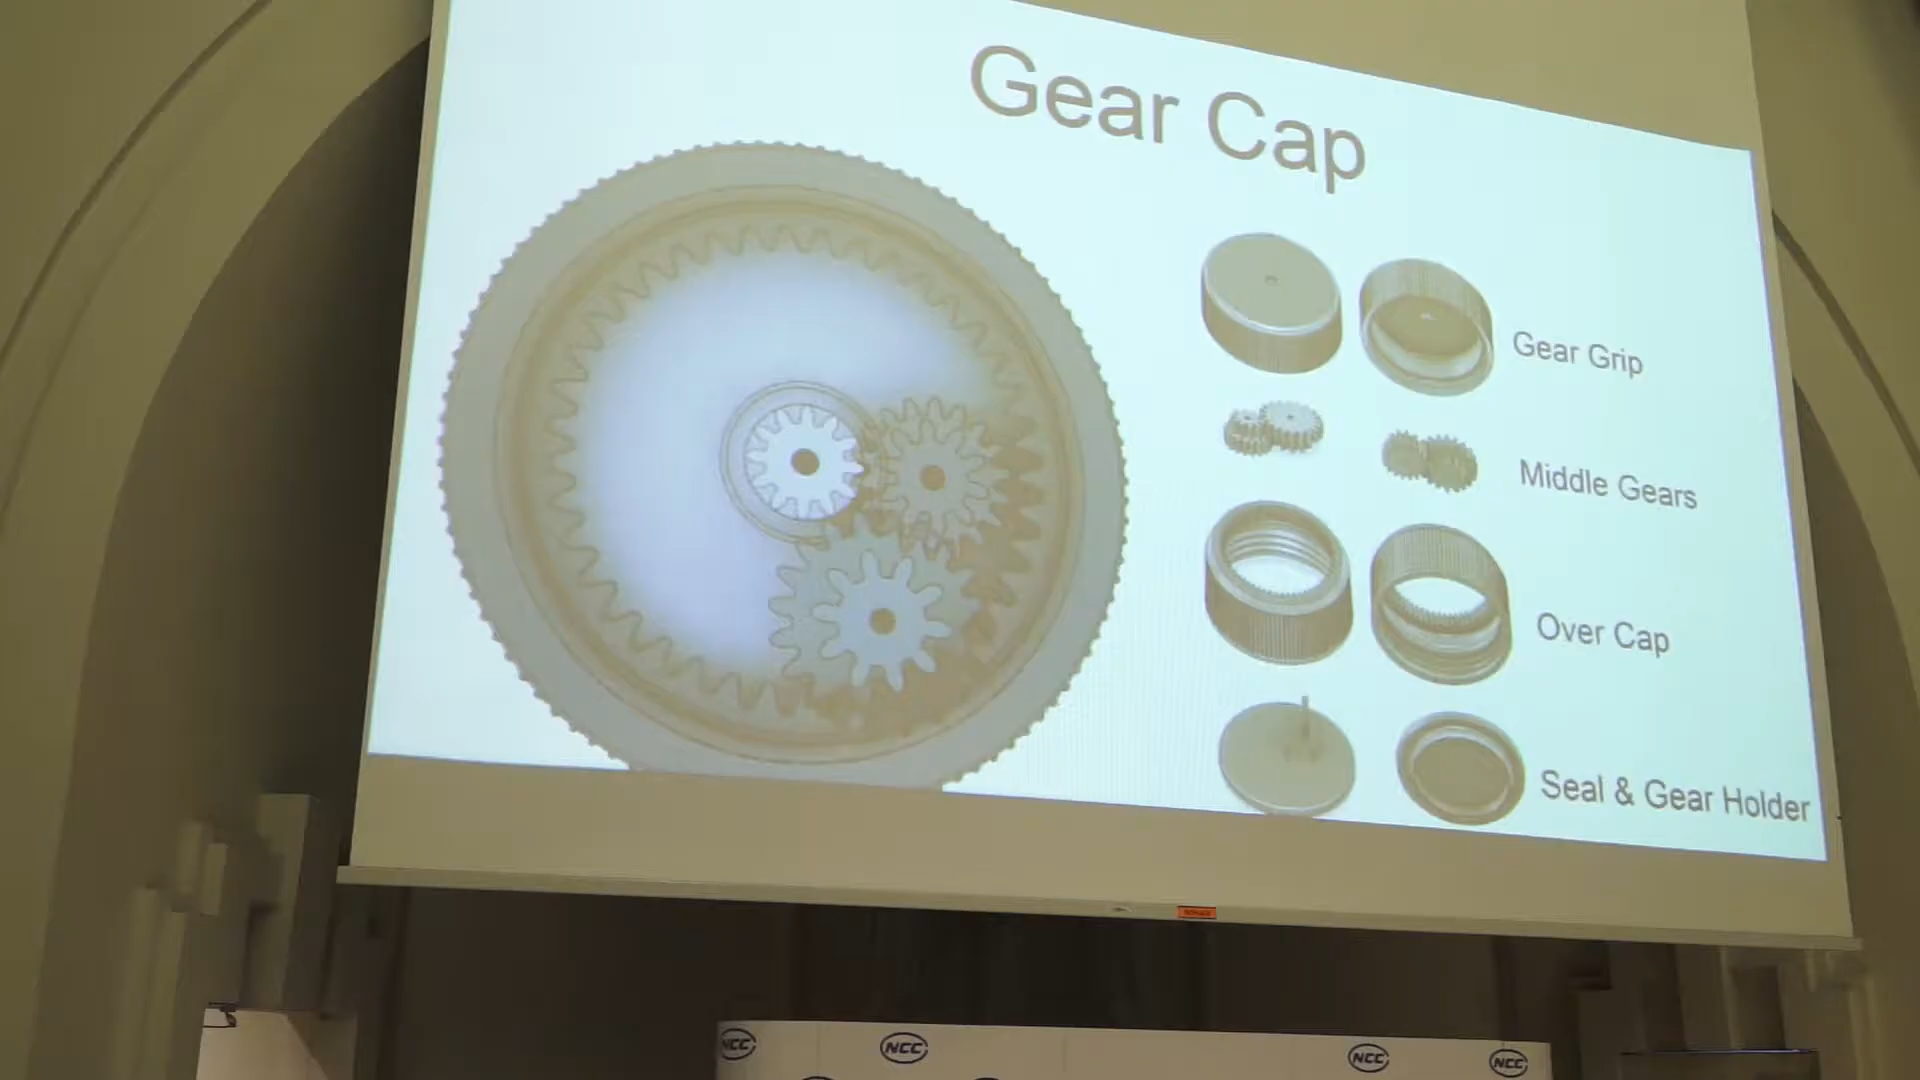 Gear Cap
Gear Grip
Middle Gears
Over Cap
Seal & Gear Holder
NCC
NCC
NCC
NCC